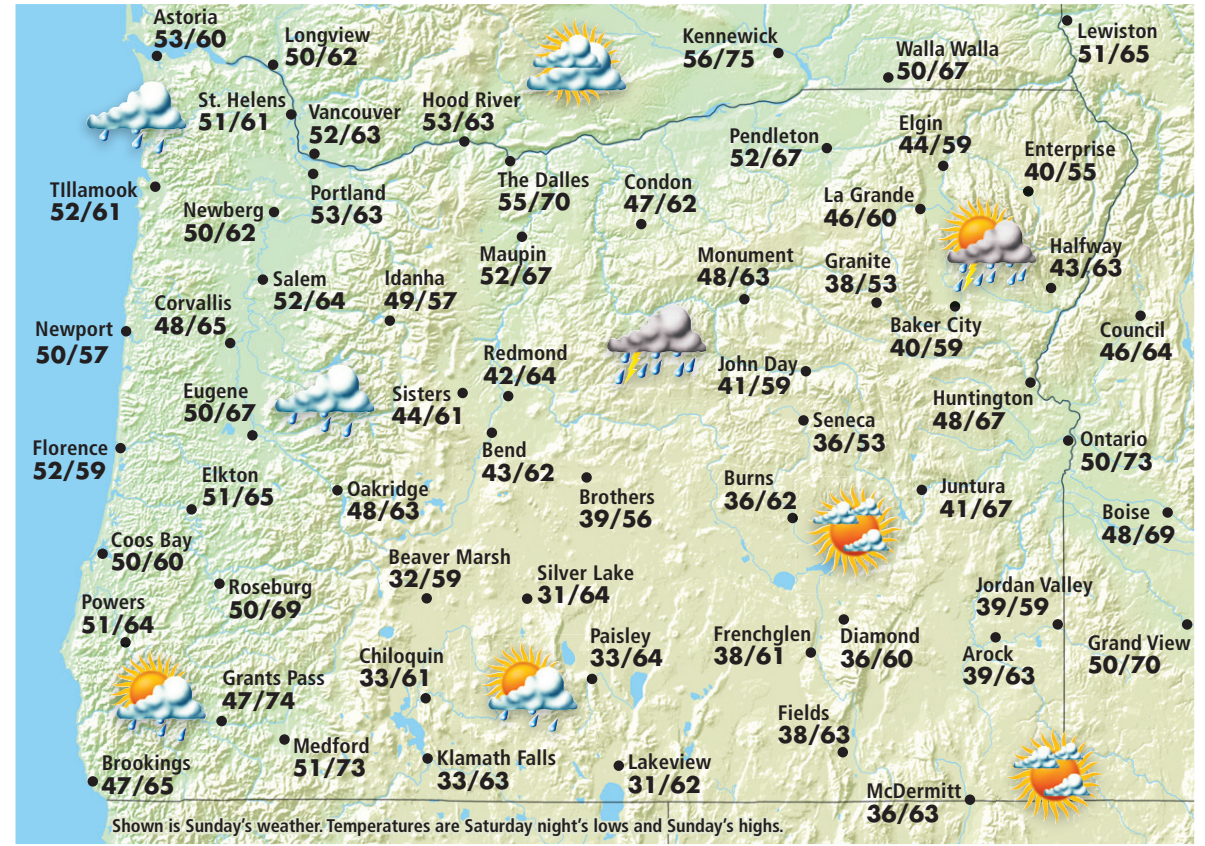 Astoria
53/60
Longview
50/62
Kennewick
56/75
Walla Walla
50/67
Lewiston
51/65
St. Helens
51/61
Vancouver
52/63
Hood River
53/63
Pendleton
52/67
Elgin
44/59
Enterprise
40/55
TIllamook
52/61
Newberg
50/62
Portland
53/63
The Dalles
55/70
Condon
47/62
La Grande
46/60
Maupin
52/67
Monument
48/63
Granite
38/53
Halfway
43/63
Salem
52/64
Idanha
49/57
Corvallis
48/65
Newport
50/57
Baker City
40/59
Council
46/64
Redmond
42/64
John Day
41/59
Eugene
50/67
Sisters
44/61
Huntington
48/67
Seneca
36/53
Florence
52/59
Bend
43/62
Ontario
50/73
Elkton
51/65
Oakridge
48/63
Brothers
39/56
Burns
36/62
Juntura
41/67
Boise
48/69
Coos Bay
50/60
Beaver Marsh
32/59
Silver Lake
31/64
Roseburg
50/69
Jordan Valley
39/59
Powers
51/64
Paisley
33/64
Frenchglen
38/61
Diamond
36/60
Arock
39/63
Grand View
50/70
Chiloquin
33/61
Grants Pass
47/74
Fields
38/63
Medford
51/73
Klamath Falls
33/63
Lakeview
31/62
Brookings
47/65
McDermitt
36/63
Shown is Sunday's weather. Temperatures are Saturday night's lows and Sunday's highs.